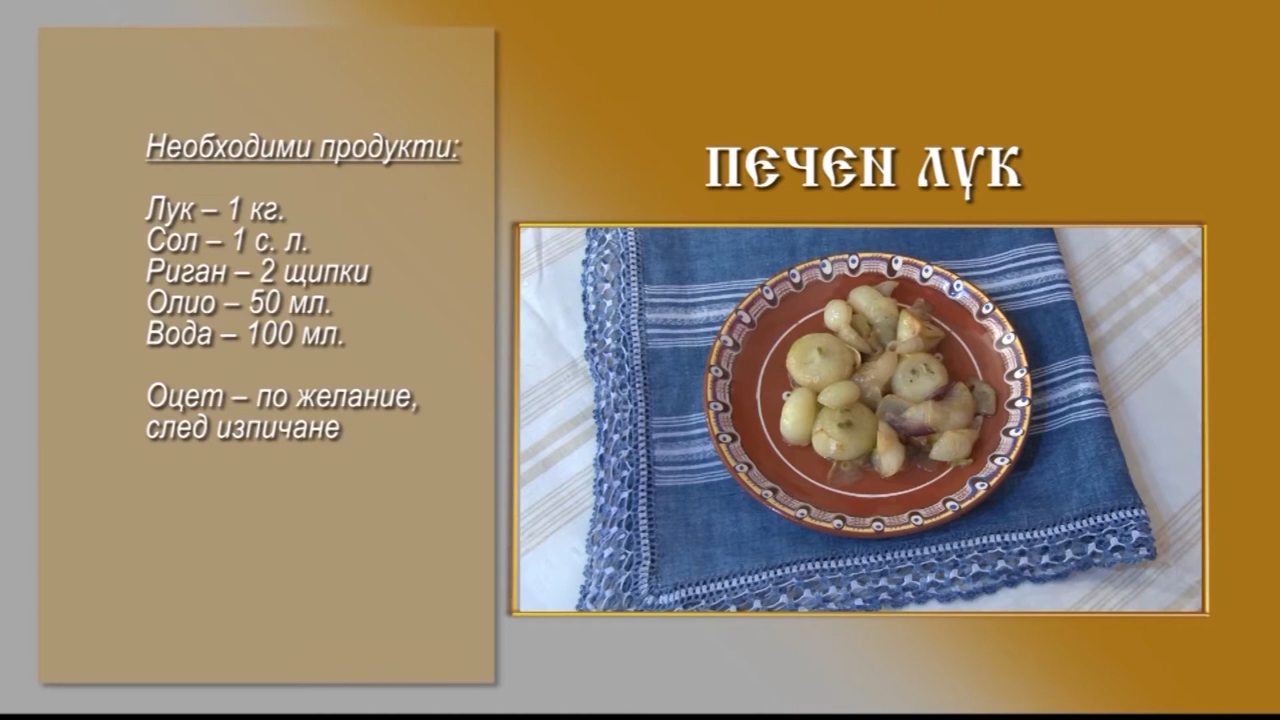 Необходими продукти:
Лук – 1 кг.
Сол – 1 с. л.
Риган – 2 щипки
Олио – 50 мл.
Вода – 100 мл.
Оцет – по желание,
след изпичане
ПЕЧЕН ЛУК